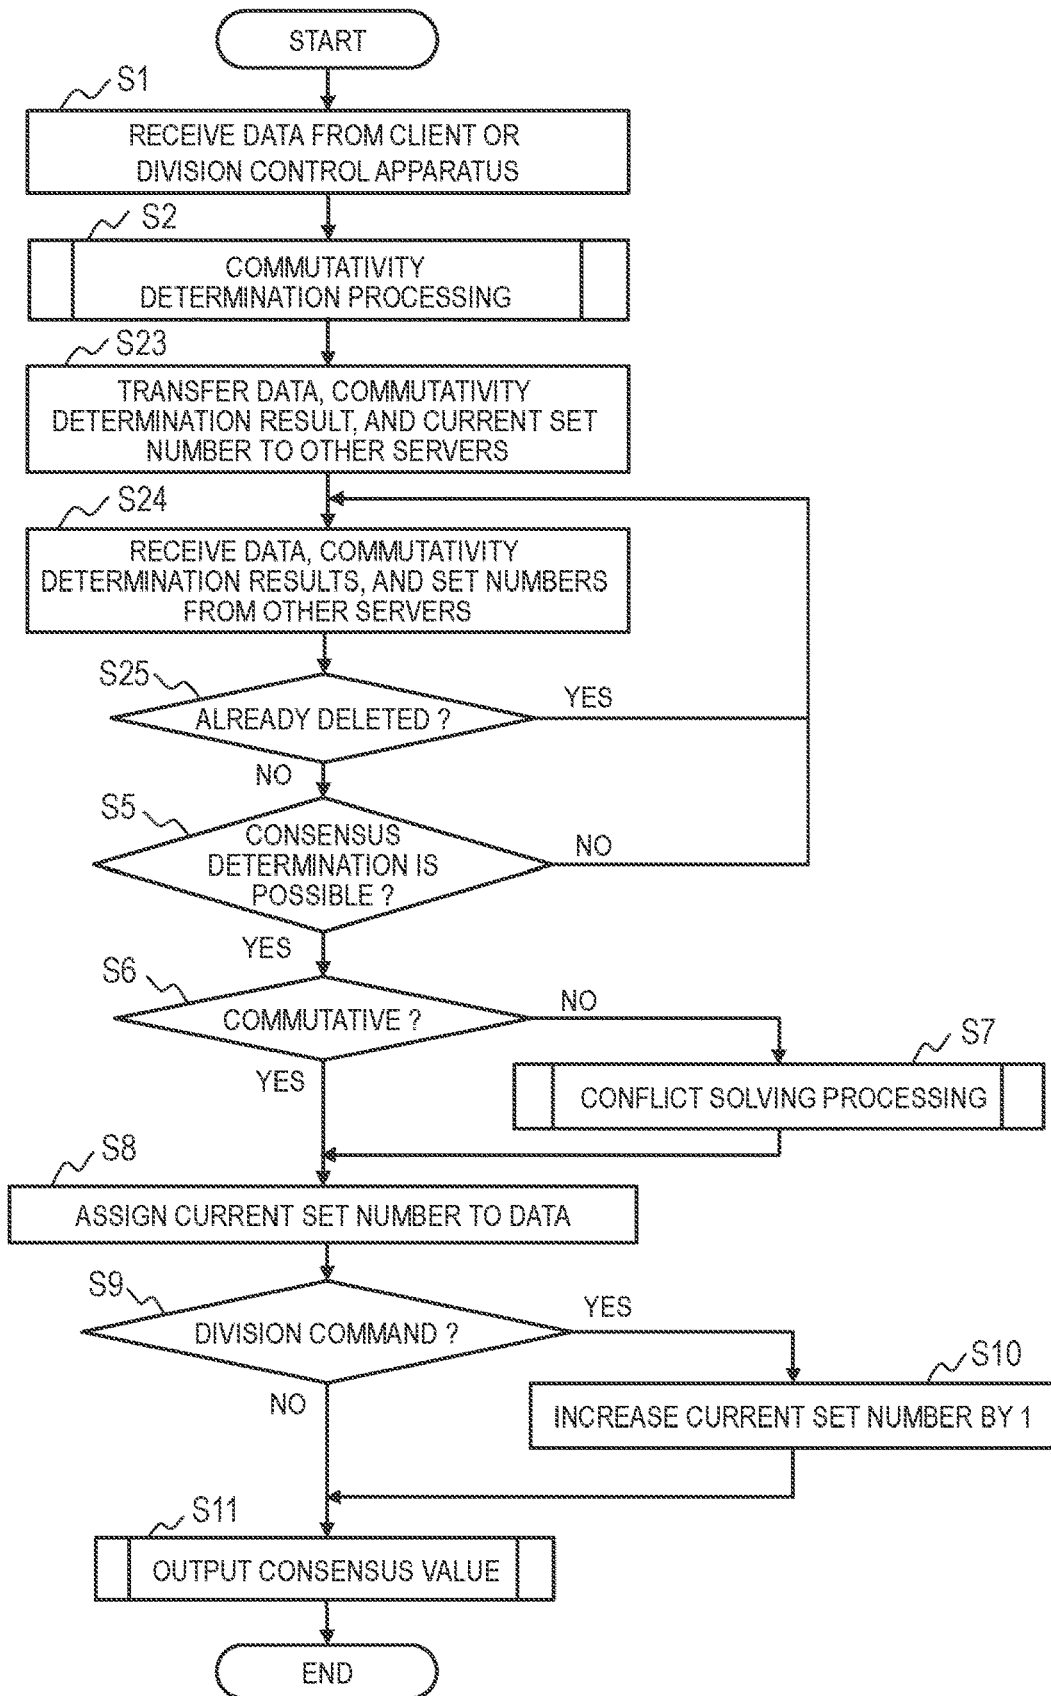 START
S1
RECEIVE DATA FROM CLIENT OR
DIVISION CONTROL APPARATUS
S2
COMMUTATIVITY
DETERMINATION PROCESSING
S23
TRANSFER DATA, COMMUTATIVITY
DETERMINATION RESULT, AND CURRENT SET
NUMBER TO OTHER SERVERS
S24
RECEIVE DATA, COMMUTATIVITY
DETERMINATION RESULTS, AND SET NUMBERS
FROM OTHER SERVERS
S25
ALREADY DELETED ?
YES
NO
S5
CONSENSUS
DETERMINATION IS
POSSIBLE ?
NO
YES
S6
COMMUTATIVE ?
NO
YES
S7
CONFLICT SOLVING PROCESSING
S8
ASSIGN CURRENT SET NUMBER TO DATA
S9
DIVISION COMMAND ?
YES
NO
S10
INCREASE CURRENT SET NUMBER BY 1
S11
OUTPUT CONSENSUS VALUE
END